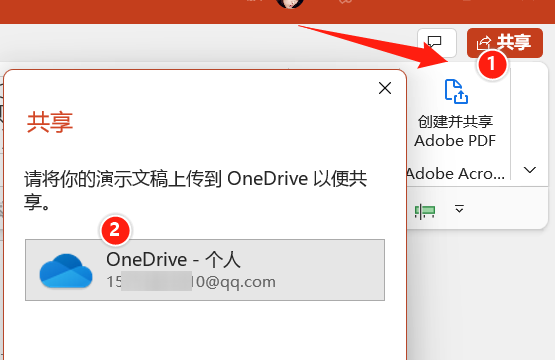 共享
1
创建并共享
Adobe PDF
Adobe Acro...
共享
请将你的演示文稿上传到 OneDrive 以便共
享。
2
OneDrive - 个人
15 10@qq.com